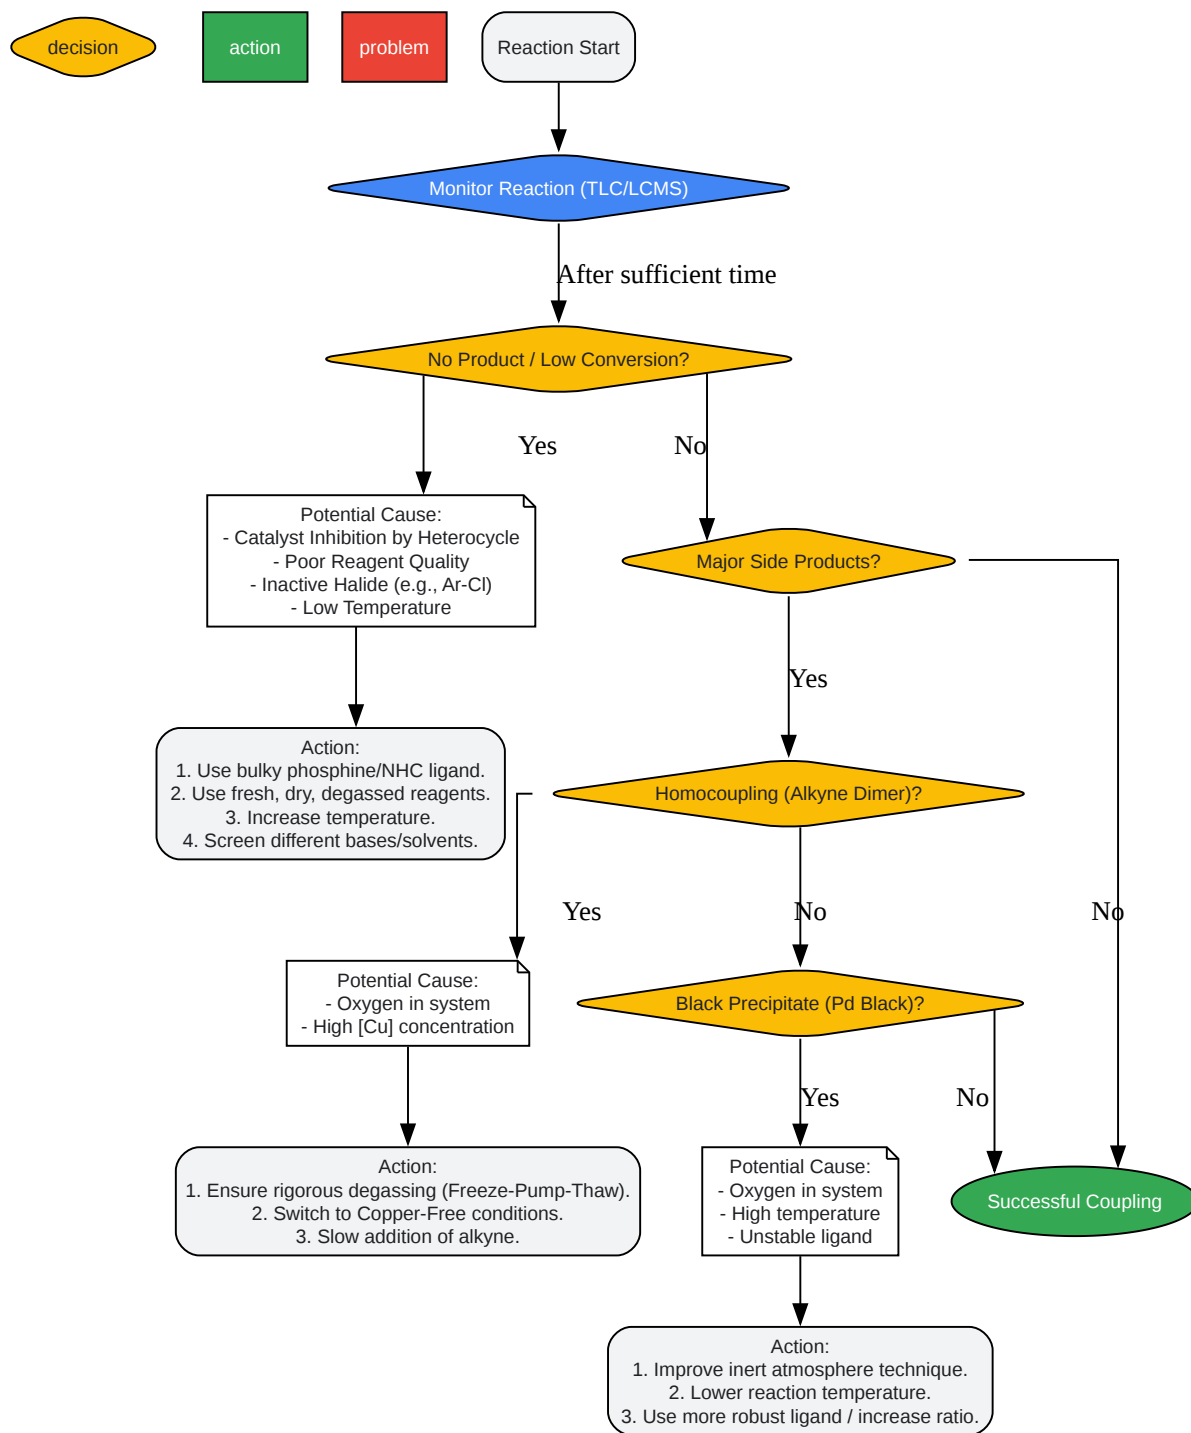 decision
action
problem
Reaction Start
Monitor Reaction (TLC/LCMS)
After sufficient time
No Product / Low Conversion?
Yes
No
Potential Cause:
- Catalyst Inhibition by Heterocycle
- Poor Reagent Quality
- Inactive Halide (e.g., Ar-Cl)
- Low Temperature
Major Side Products?
Yes
Action:
1. Use bulky phosphine/NHC ligand.
2. Use fresh, dry, degassed reagents.
3. Increase temperature.
4. Screen different bases/solvents.
Homocoupling (Alkyne Dimer)?
Yes
No
No
Potential Cause:
- Oxygen in system
- High [Cu] concentration
Black Precipitate (Pd Black)?
Yes
No
Action:
1. Ensure rigorous degassing (Freeze-Pump-Thaw).
2. Switch to Copper-Free conditions.
3. Slow addition of alkyne.
Potential Cause:
- Oxygen in system
- High temperature
- Unstable ligand
Successful Coupling
Action:
1. Improve inert atmosphere technique.
2. Lower reaction temperature.
3. Use more robust ligand / increase ratio.